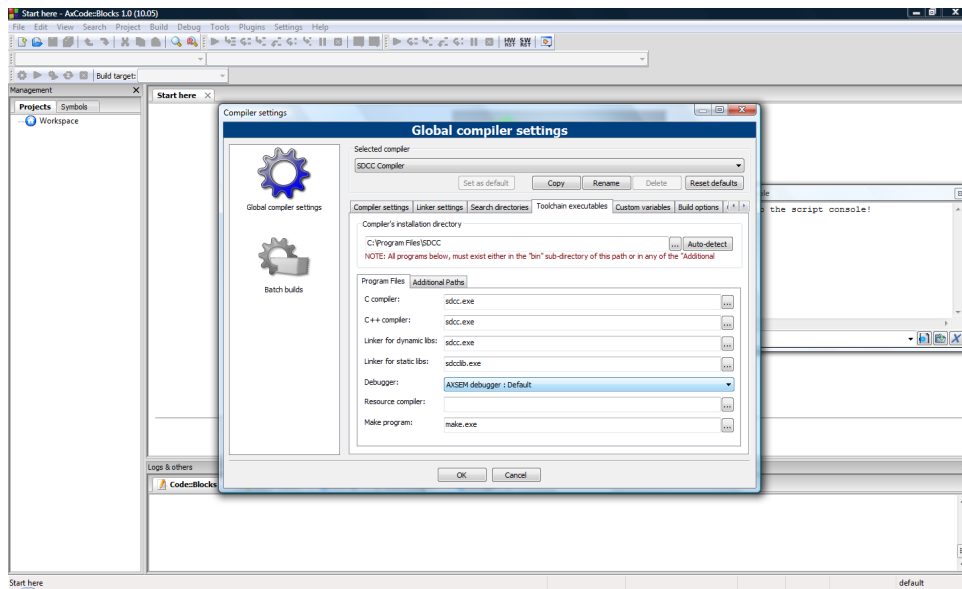 Start here - AxCode::Blocks 1.0 (10.05)
File Edit View Search Project Build Debug Tools Plugins Settings Help
HW RST SW RST
Build target:
Management
Start here
Projects Symbols
Workspace
Compiler settings
Global compiler settings
Selected compiler
SDCC Compiler
Set as default Copy Rename Delete Reset defaults
Global compiler settings
Batch builds
Compiler settings Linker settings Search directories Toolchain executables Custom variables Build options
Compiler's installation directory
C:\Program Files\SDCC ... Auto-detect
NOTE: All programs below, must exist either in the "bin" sub-directory of this path or in any of the "Additional
Program Files Additional Paths
C compiler: sdcc.exe ...
C++ compiler: sdcc.exe ...
Linker for dynamic libs: sdcc.exe ...
Linker for static libs: sdcclib.exe ...
Debugger: AXSEM debugger : Default
Resource compiler: ...
Make program: make.exe ...
OK Cancel
the script console!
Logs & others
Code::Blocks
Start here
default